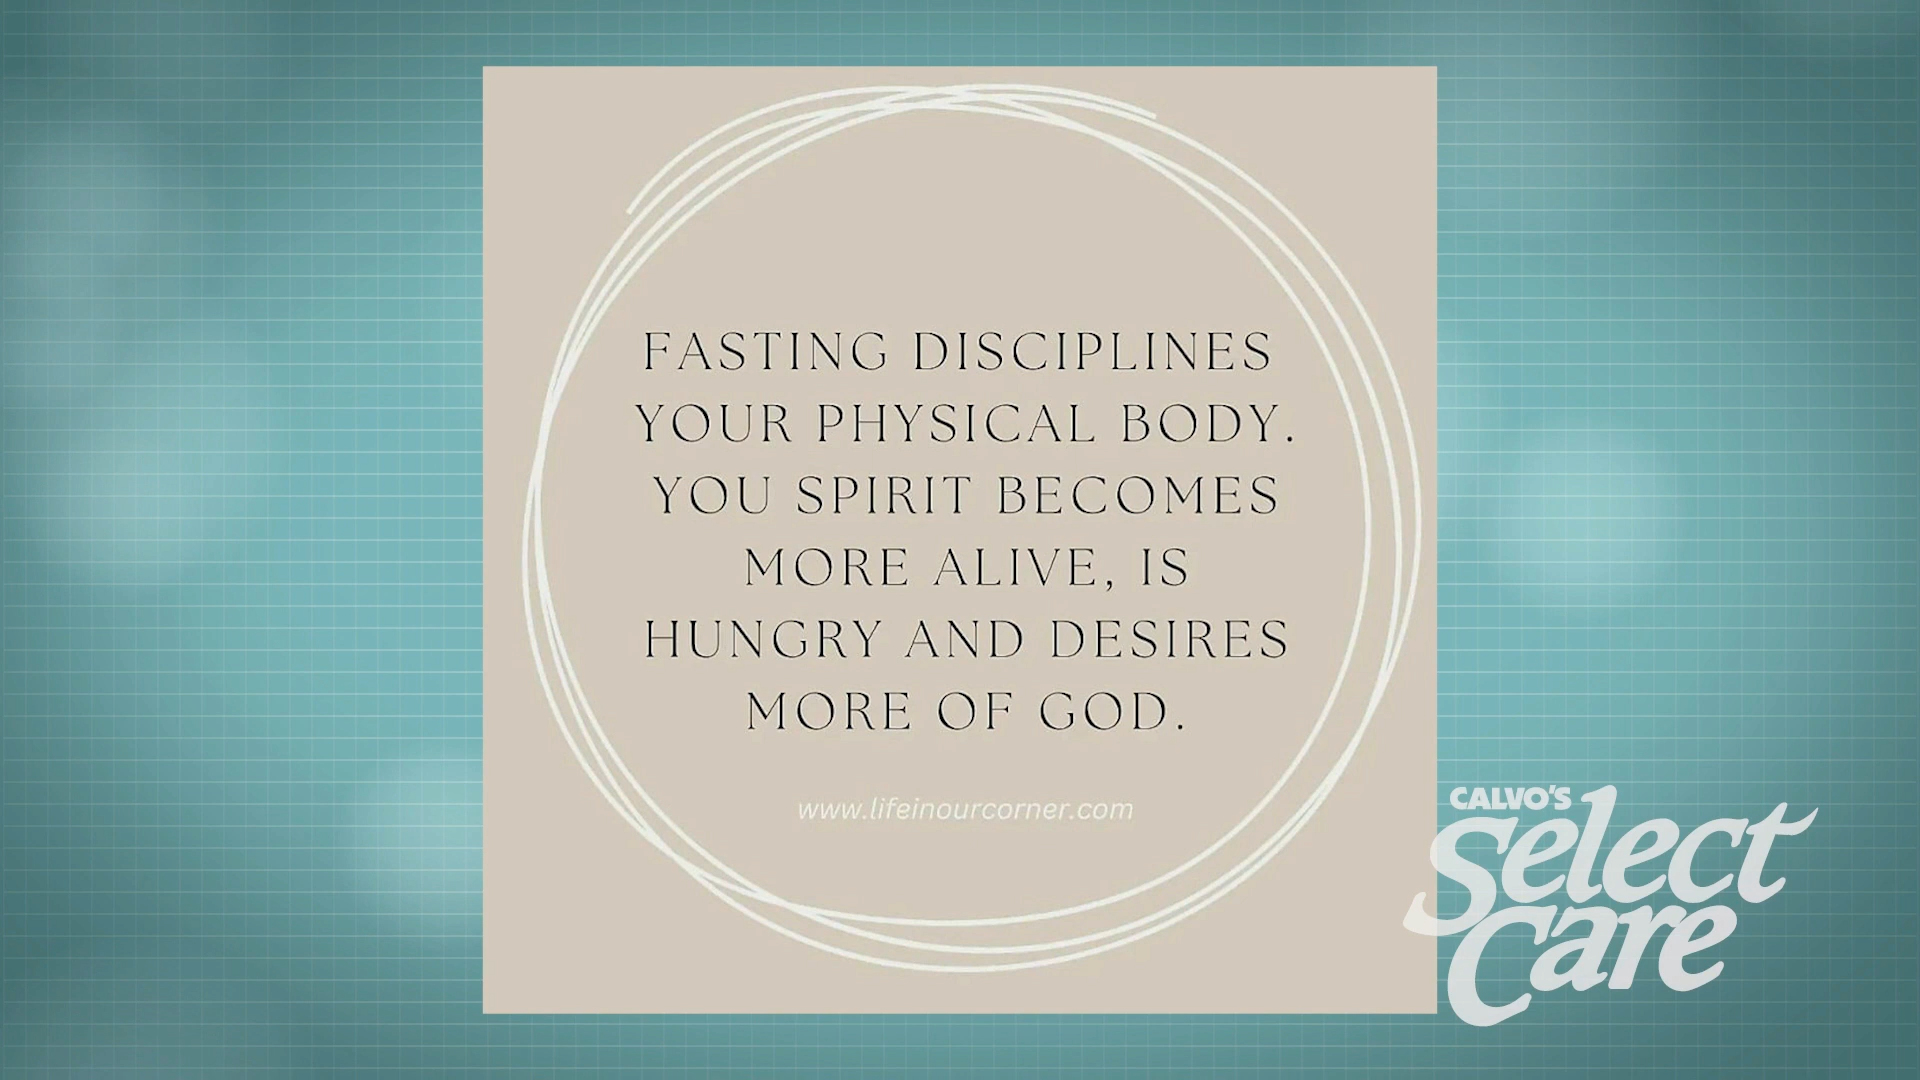 FASTING DISCIPLINES
YOUR PHYSICAL BODY.
YOU SPIRIT BECOMES
MORE ALIVE, IS
HUNGRY AND DESIRES
MORE OF GOD.
www.lifeinourcorner.com
CALVO'S
Select
Care